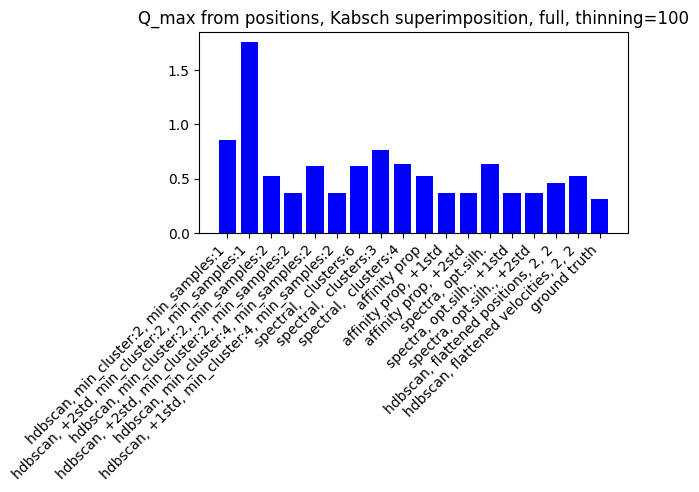 Q_max from positions, Kabsch superimposition, full, thinning=100
1.5
1.0
0.5
0.0
hdbscan, min_cluster:2, min_samples:1
hdbscan, +2std, min_cluster:2, min_samples:1
hdbscan, min_cluster:2, min_samples:2
hdbscan, +2std, min_cluster:2, min_samples:2
hdbscan, min_cluster:4, min_samples:2
hdbscan, +1std, min_cluster:4, min_samples:2
spectral,  clusters:6
spectral,  clusters:3
spectral,  clusters:4
affinity prop
affinity prop, +1std
affinity prop, +2std
spectra, opt.silh.
spectra, opt.silh., +1std
spectra, opt.silh., +2std
hdbscan, flattened positions, 2, 2
hdbscan, flattened velocities, 2, 2
ground truth